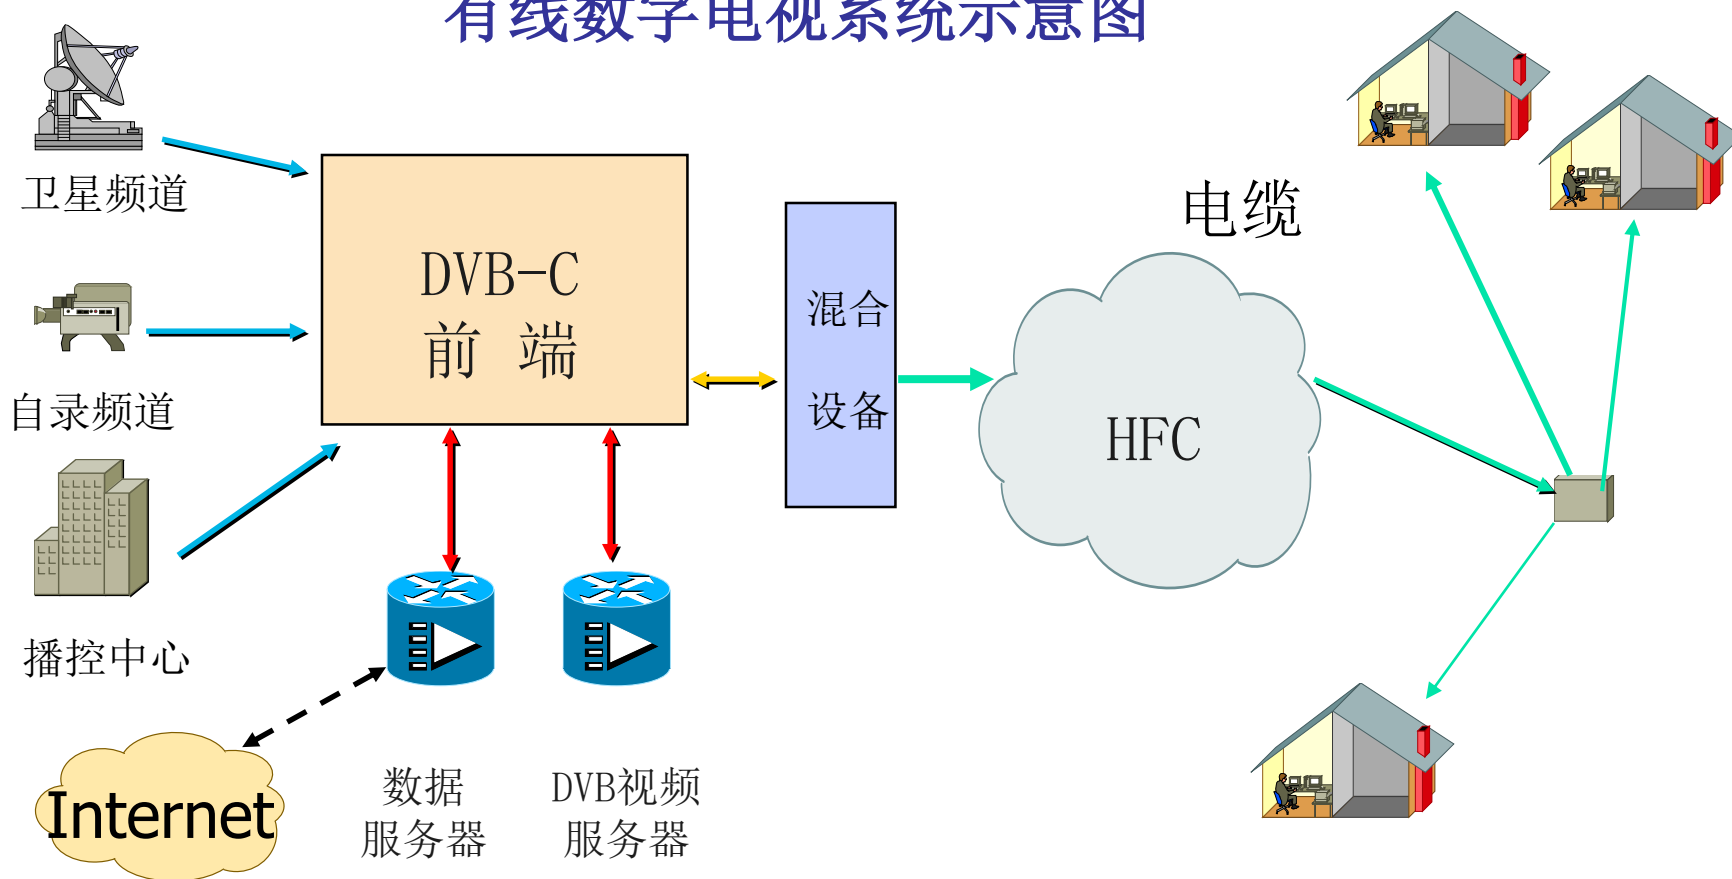 有线数字电视系统示意图
卫星频道
自录频道
播控中心
Internet
DVB-C
前 端
数据
服务器
DVB视频
服务器
混合
设备
电缆
HFC